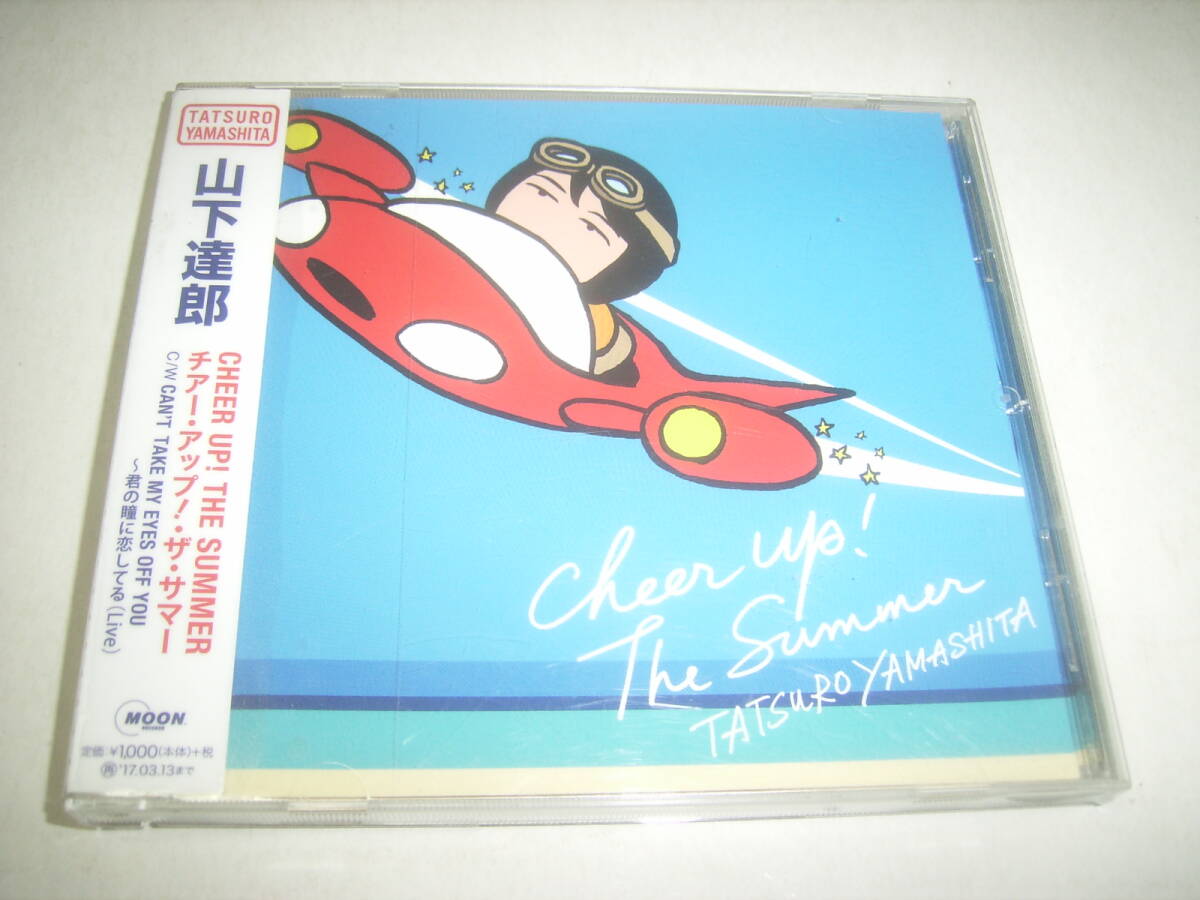 TATSURO
YAMASHITA
山下達郎
CHEER UP! THE SUMMER
チアー・アップ!・ザ・サマー
C/W CAN'T TAKE MY EYES OFF YOU
〜君の瞳に恋してる(Live)
MOON
RECORDS
定価:¥1,000(本体)+税
再'17.03.13まで
Cheer Up!
The Summer
TATSURO YAMASHITA